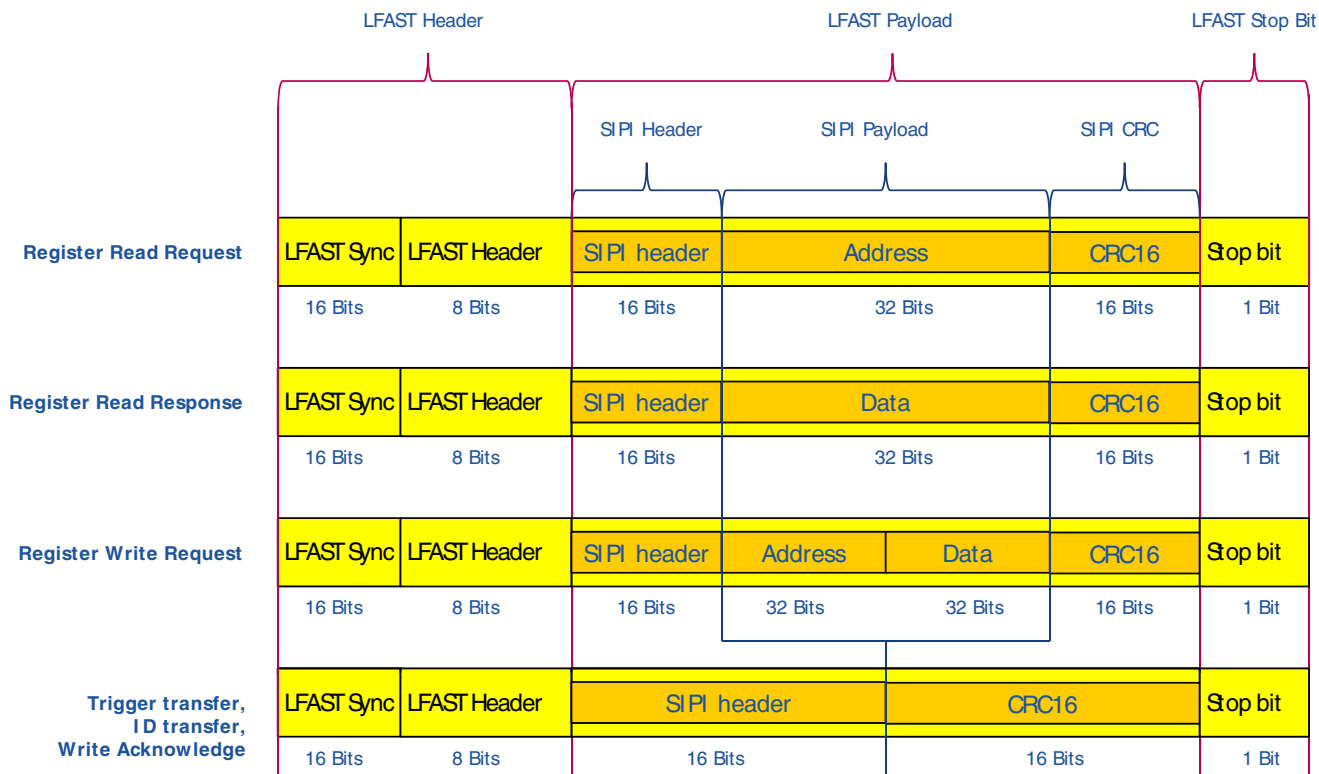 LFAST Header LFAST Payload LFAST Stop Bit
SIPI Header SIPI Payload SIPI CRC
Register Read Request LFAST Sync LFAST Header SIPI header Address CRC16 Stop bit
16 Bits 8 Bits 16 Bits 32 Bits 16 Bits 1 Bit
Register Read Response LFAST Sync LFAST Header SIPI header Data CRC16 Stop bit
16 Bits 8 Bits 16 Bits 32 Bits 16 Bits 1 Bit
Register Write Request LFAST Sync LFAST Header SIPI header Address Data CRC16 Stop bit
16 Bits 8 Bits 16 Bits 32 Bits 32 Bits 16 Bits 1 Bit
Trigger transfer,
ID transfer,
Write Acknowledge
LFAST Sync LFAST Header SIPI header CRC16 Stop bit
16 Bits 8 Bits 16 Bits 16 Bits 1 Bit